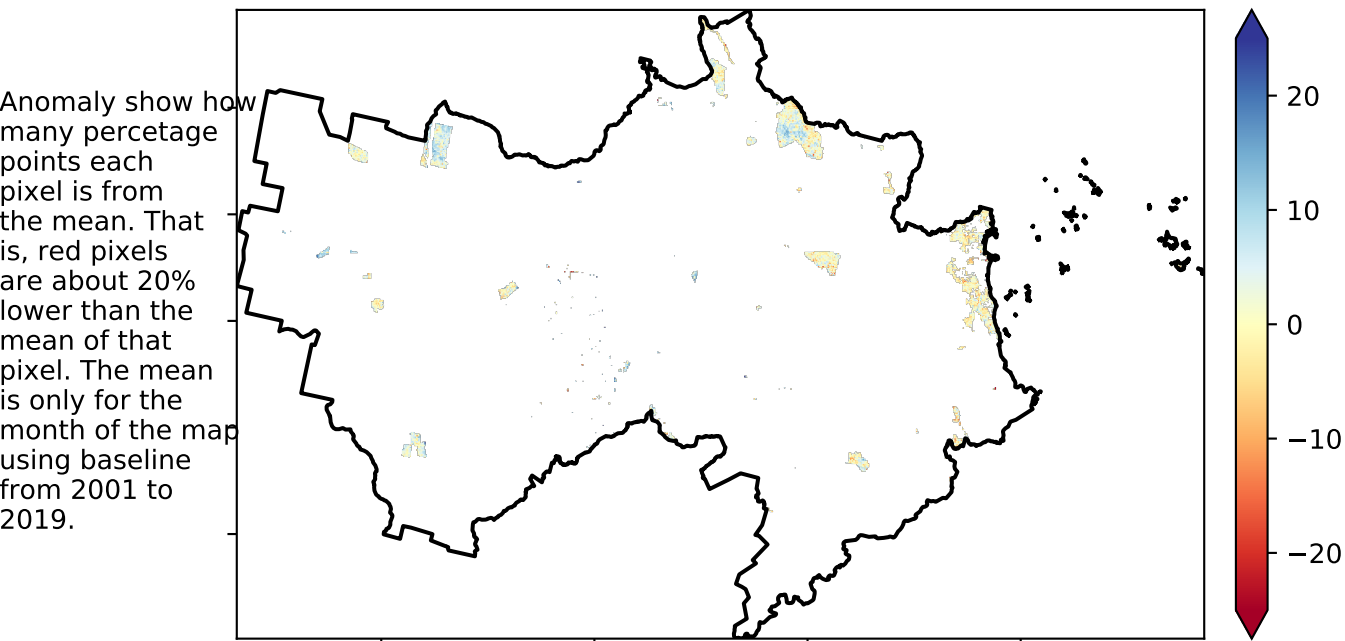 Anomaly show how
many percetage
points each
pixel is from
the mean. That
is, red pixels
are about 20%
lower than the
mean of that
pixel. The mean
is only for the
month of the map
using baseline
from 2001 to
2019.
20
10
0
−10
−20